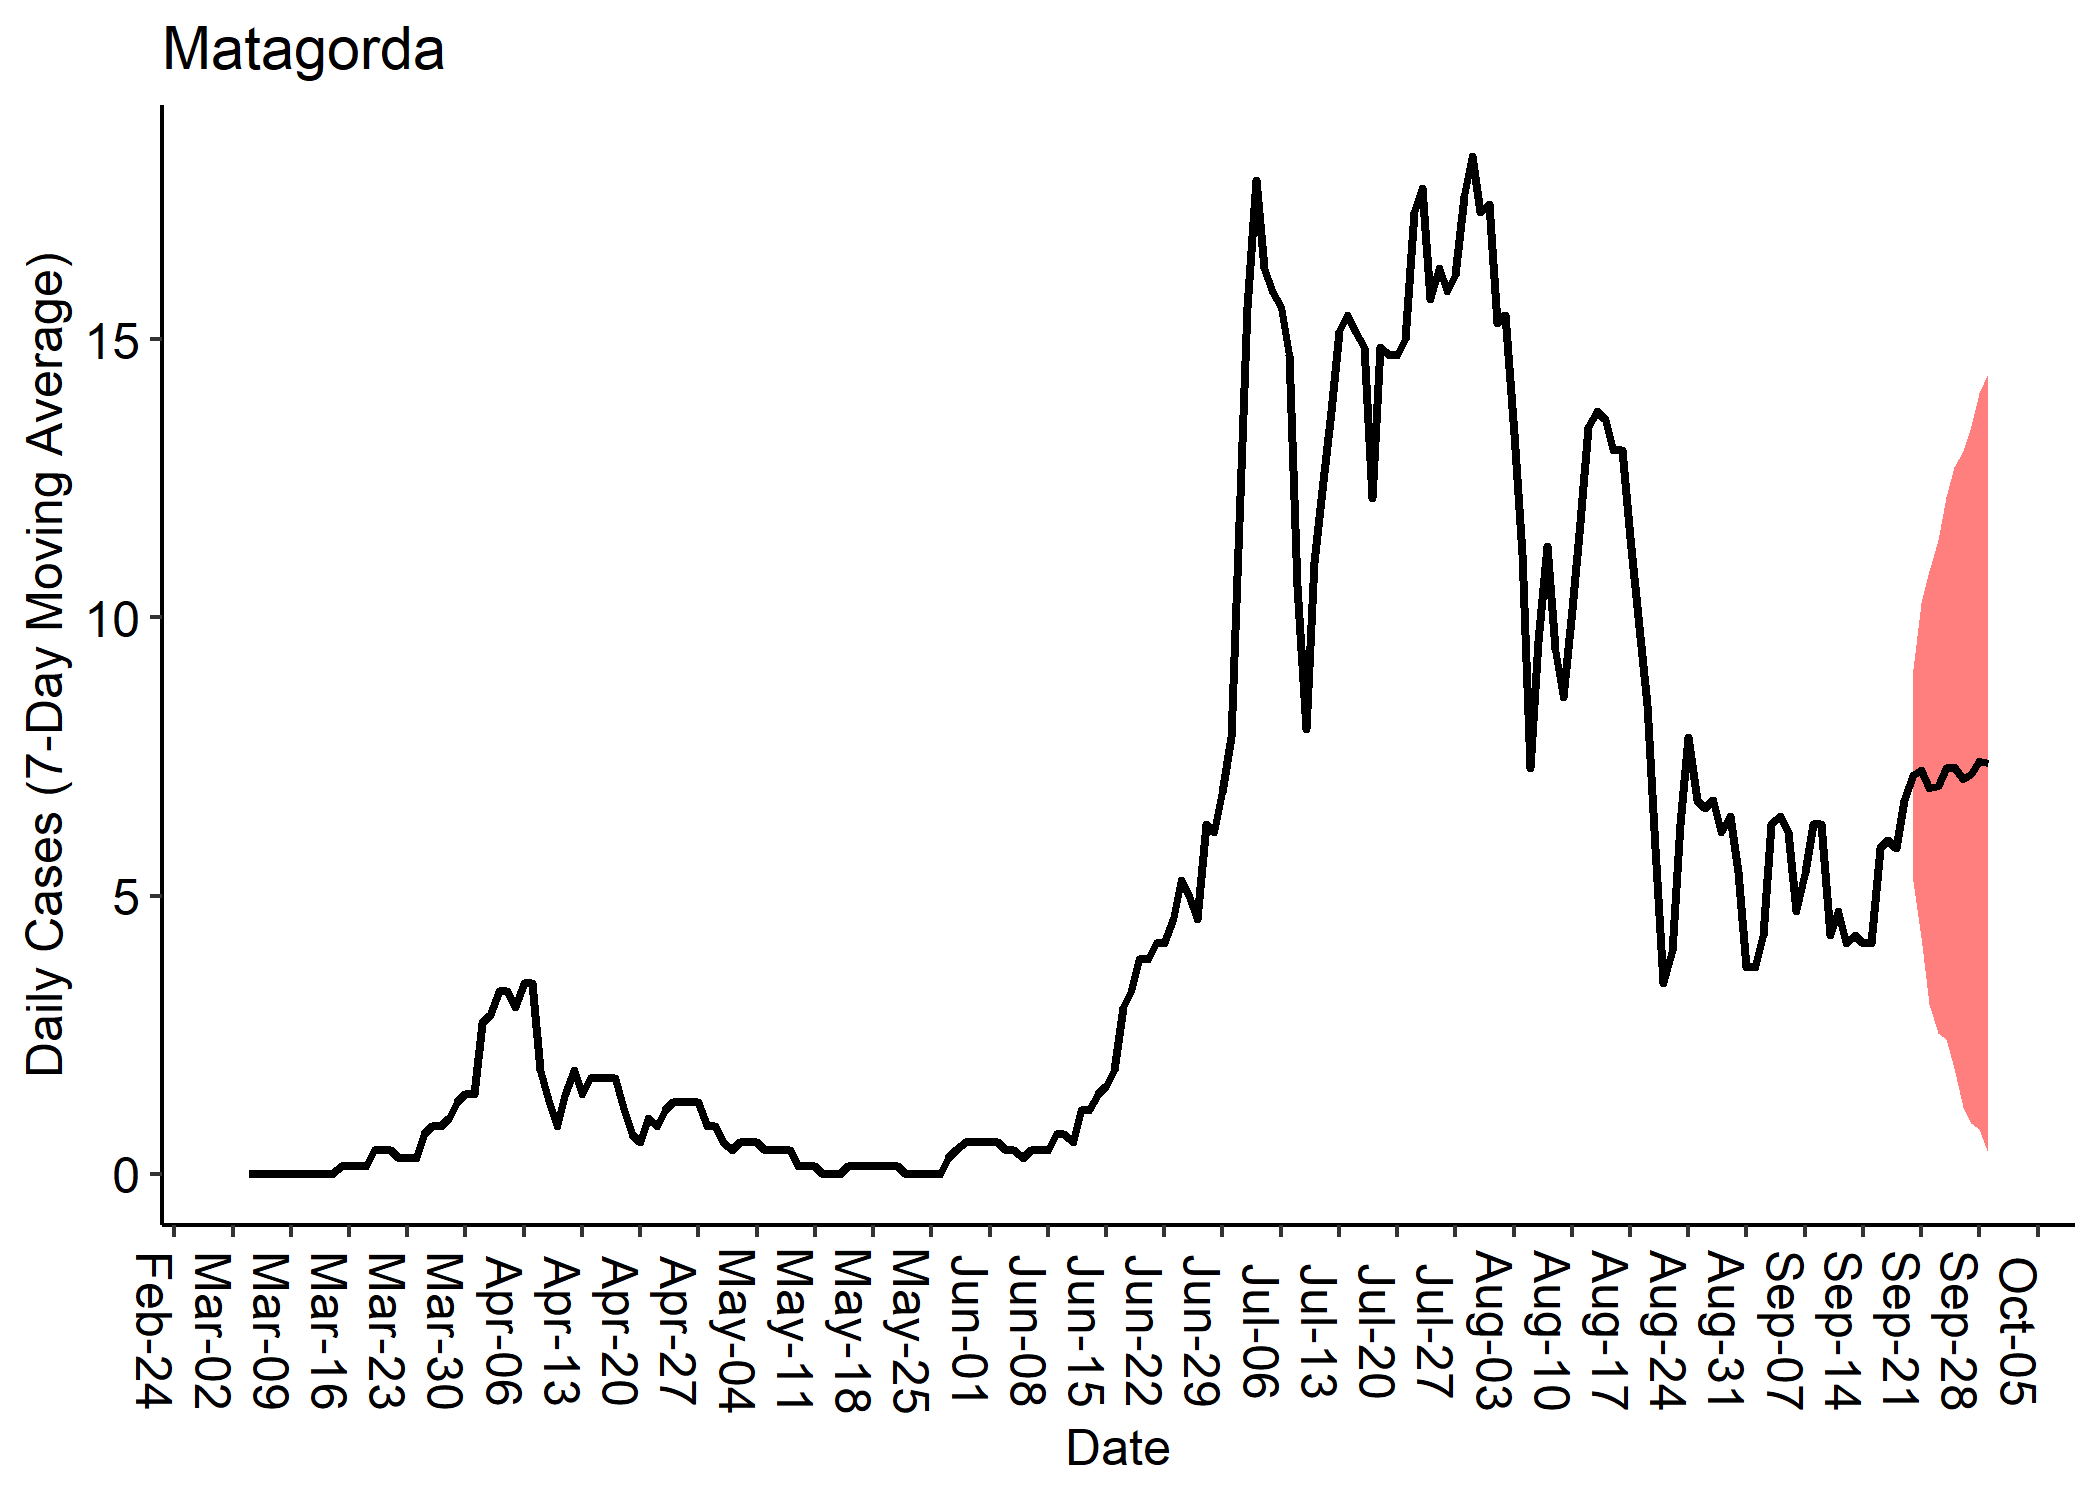 Matagorda
Daily Cases (7-Day Moving Average)
15
10
5
0
Feb-24
Mar-02
Mar-09
Mar-16
Mar-23
Mar-30
Apr-06
Apr-13
Apr-20
Apr-27
May-04
May-11
May-18
May-25
Jun-01
Jun-08
Jun-15
Jun-22
Jun-29
Jul-06
Jul-13
Jul-20
Jul-27
Aug-03
Aug-10
Aug-17
Aug-24
Aug-31
Sep-07
Sep-14
Sep-21
Sep-28
Oct-05
Date